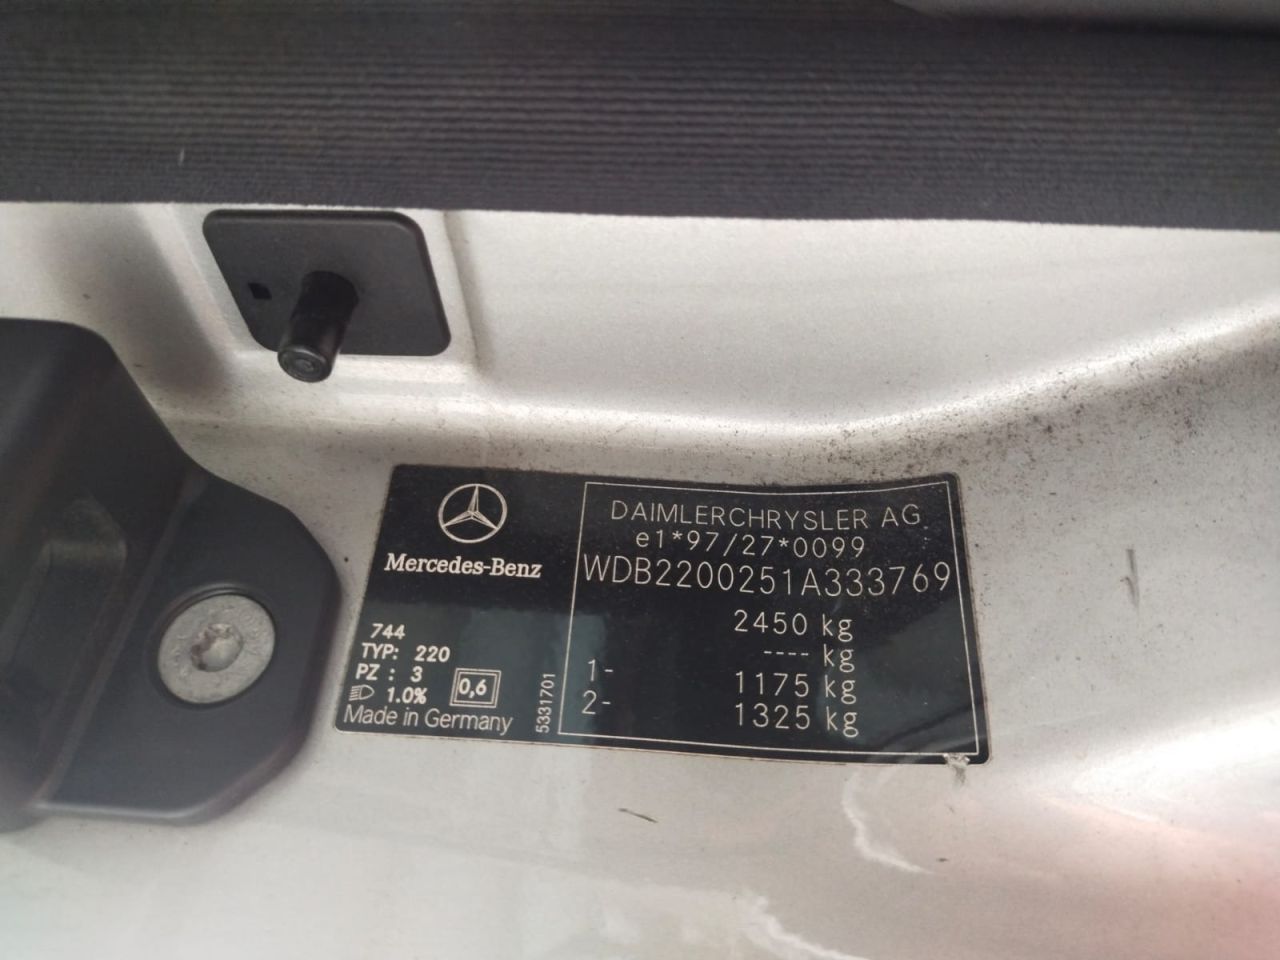 Mercedes-Benz
744
TYP: 220
PZ : 3
1.0%
0,6
Made in Germany
5331701
DAIMLERCHRYSLER AG
e1*97/27*0099
WDB2200251A333769
2450 kg
---- kg
1- 1175 kg
2- 1325 kg